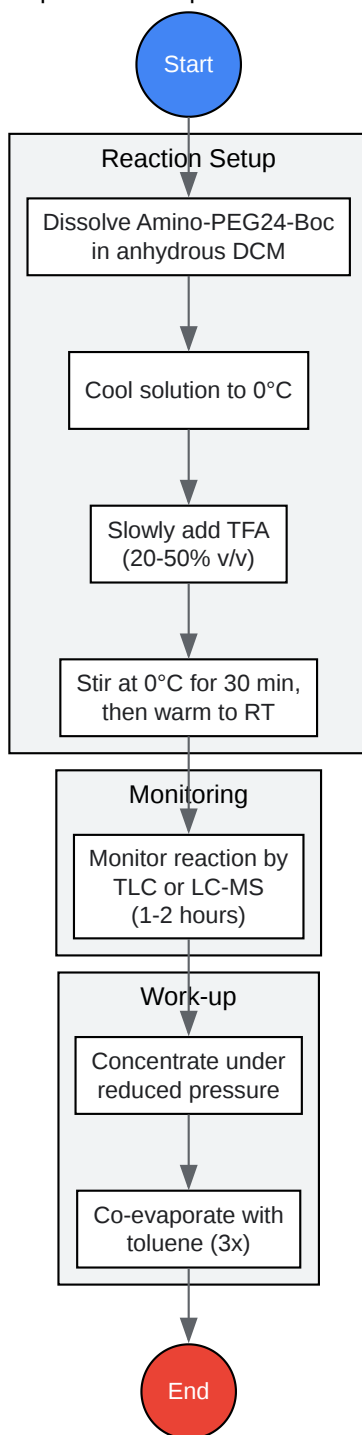 Start
Reaction Setup
Dissolve Amino-PEG24-Boc
in anhydrous DCM
Cool solution to 0°C
Slowly add TFA
(20-50% v/v)
Stir at 0°C for 30 min,
then warm to RT
Monitoring
Monitor reaction by
TLC or LC-MS
(1-2 hours)
Work-up
Concentrate under
reduced pressure
Co-evaporate with
toluene (3x)
End